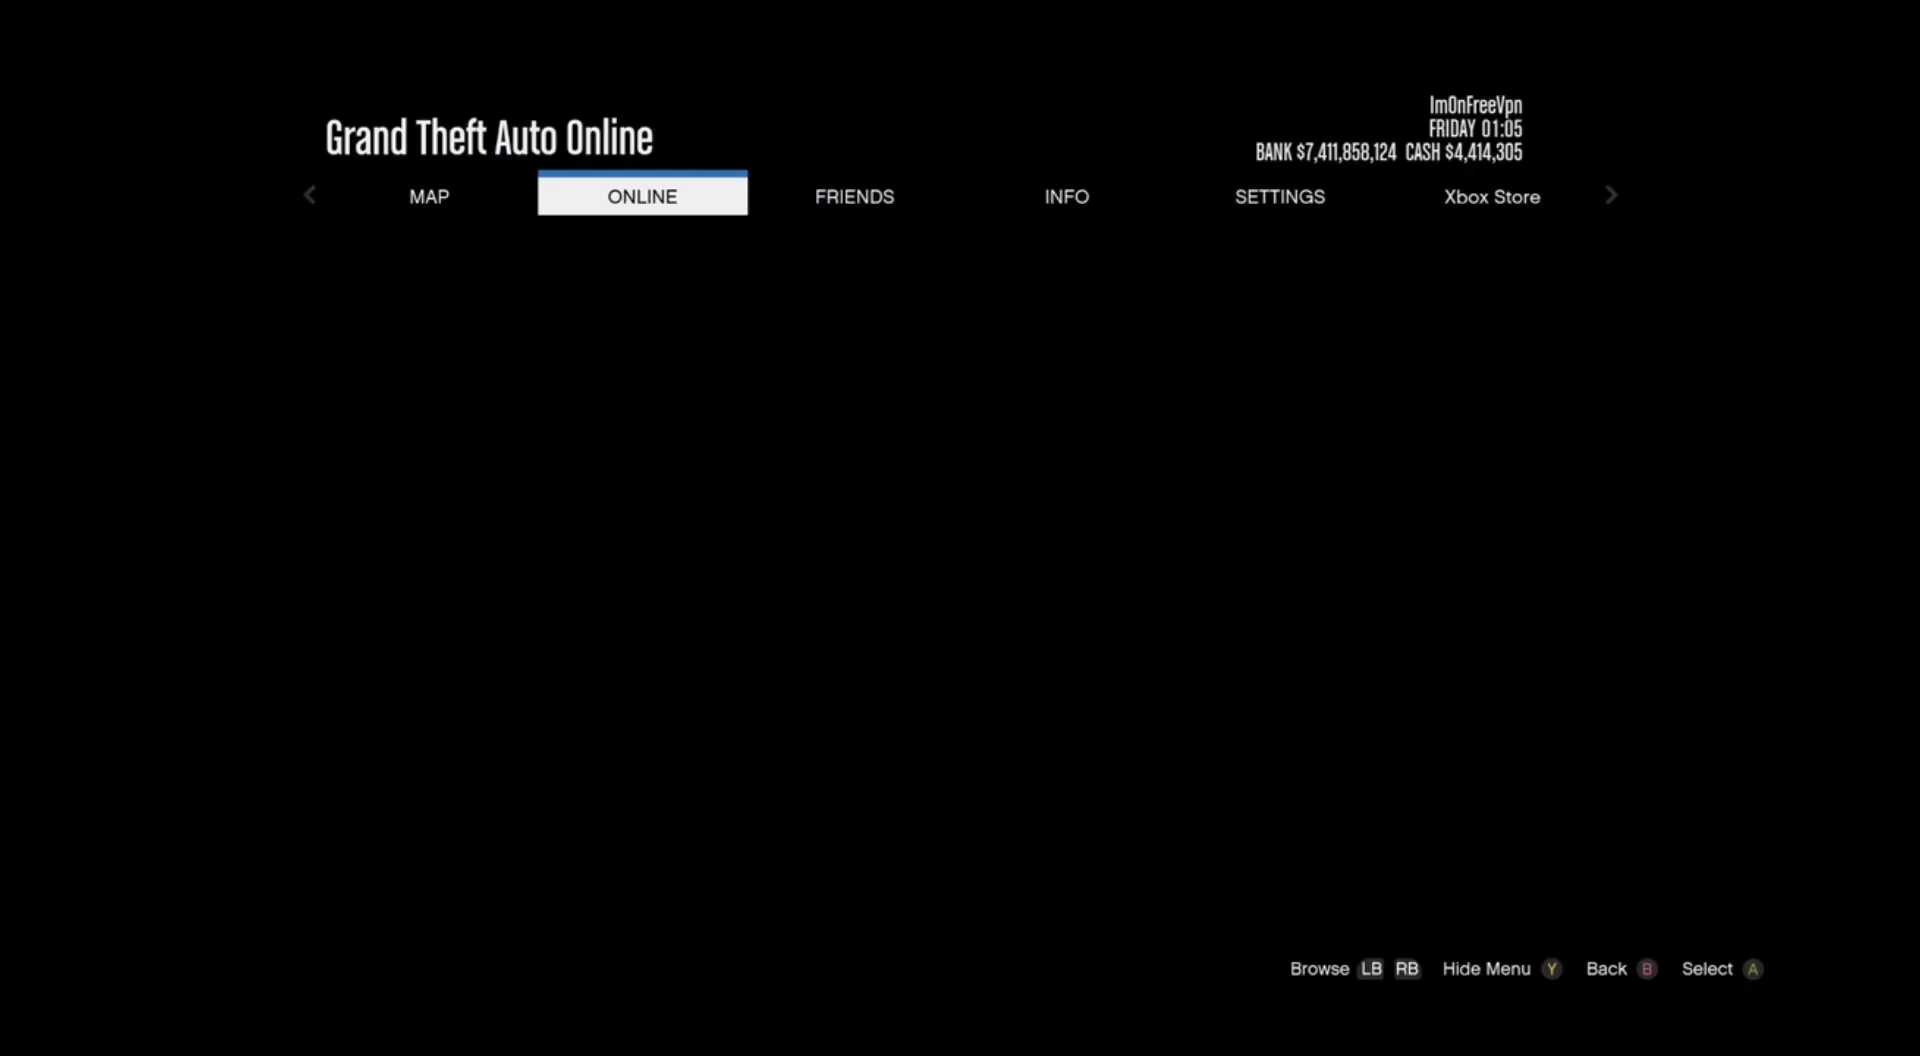 ImOnFreeVpn
Grand Theft Auto Online
FRIDAY 01:05
BANK $7,411,858,124 CASH $4,414,305
MAP ONLINE FRIENDS INFO SETTINGS Xbox Store
Browse LB RB Hide Menu Y Back B Select A